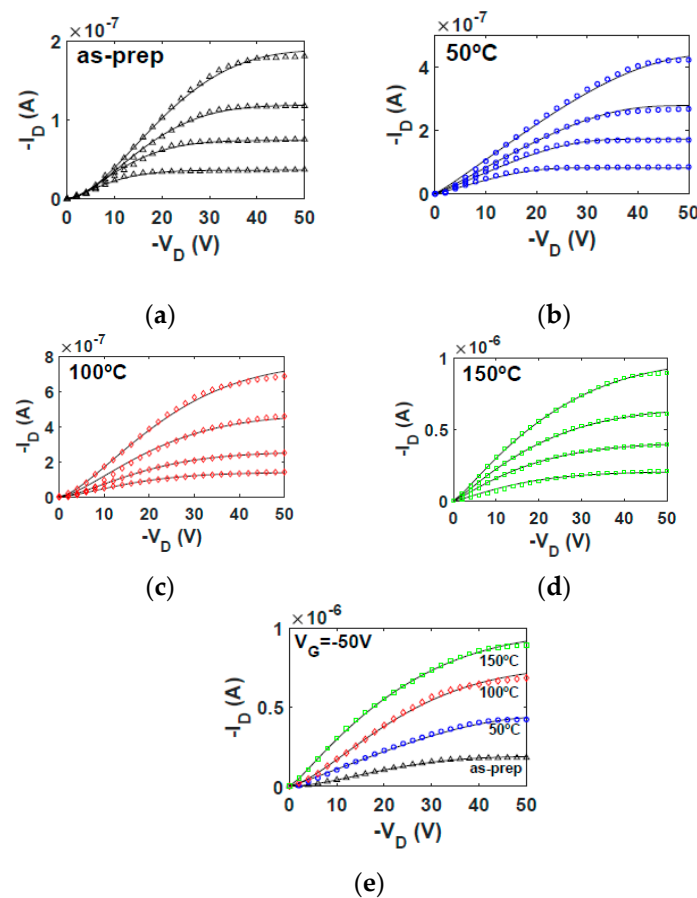 ×10⁻⁷
as-prep
2
1
0
-I_D (A)
0 10 20 30 40 50
-V_D (V)
(a)
×10⁻⁷
50ºC
4
2
0
-I_D (A)
0 10 20 30 40 50
-V_D (V)
(b)
×10⁻⁷
100ºC
8
6
4
2
0
-I_D (A)
0 10 20 30 40 50
-V_D (V)
(c)
×10⁻⁶
150ºC
1
0.5
0
-I_D (A)
0 10 20 30 40 50
-V_D (V)
(d)
×10⁻⁶
V_G=-50V
1
0.5
0
-I_D (A)
150ºC
100ºC
50ºC
as-prep
0 10 20 30 40 50
-V_D (V)
(e)